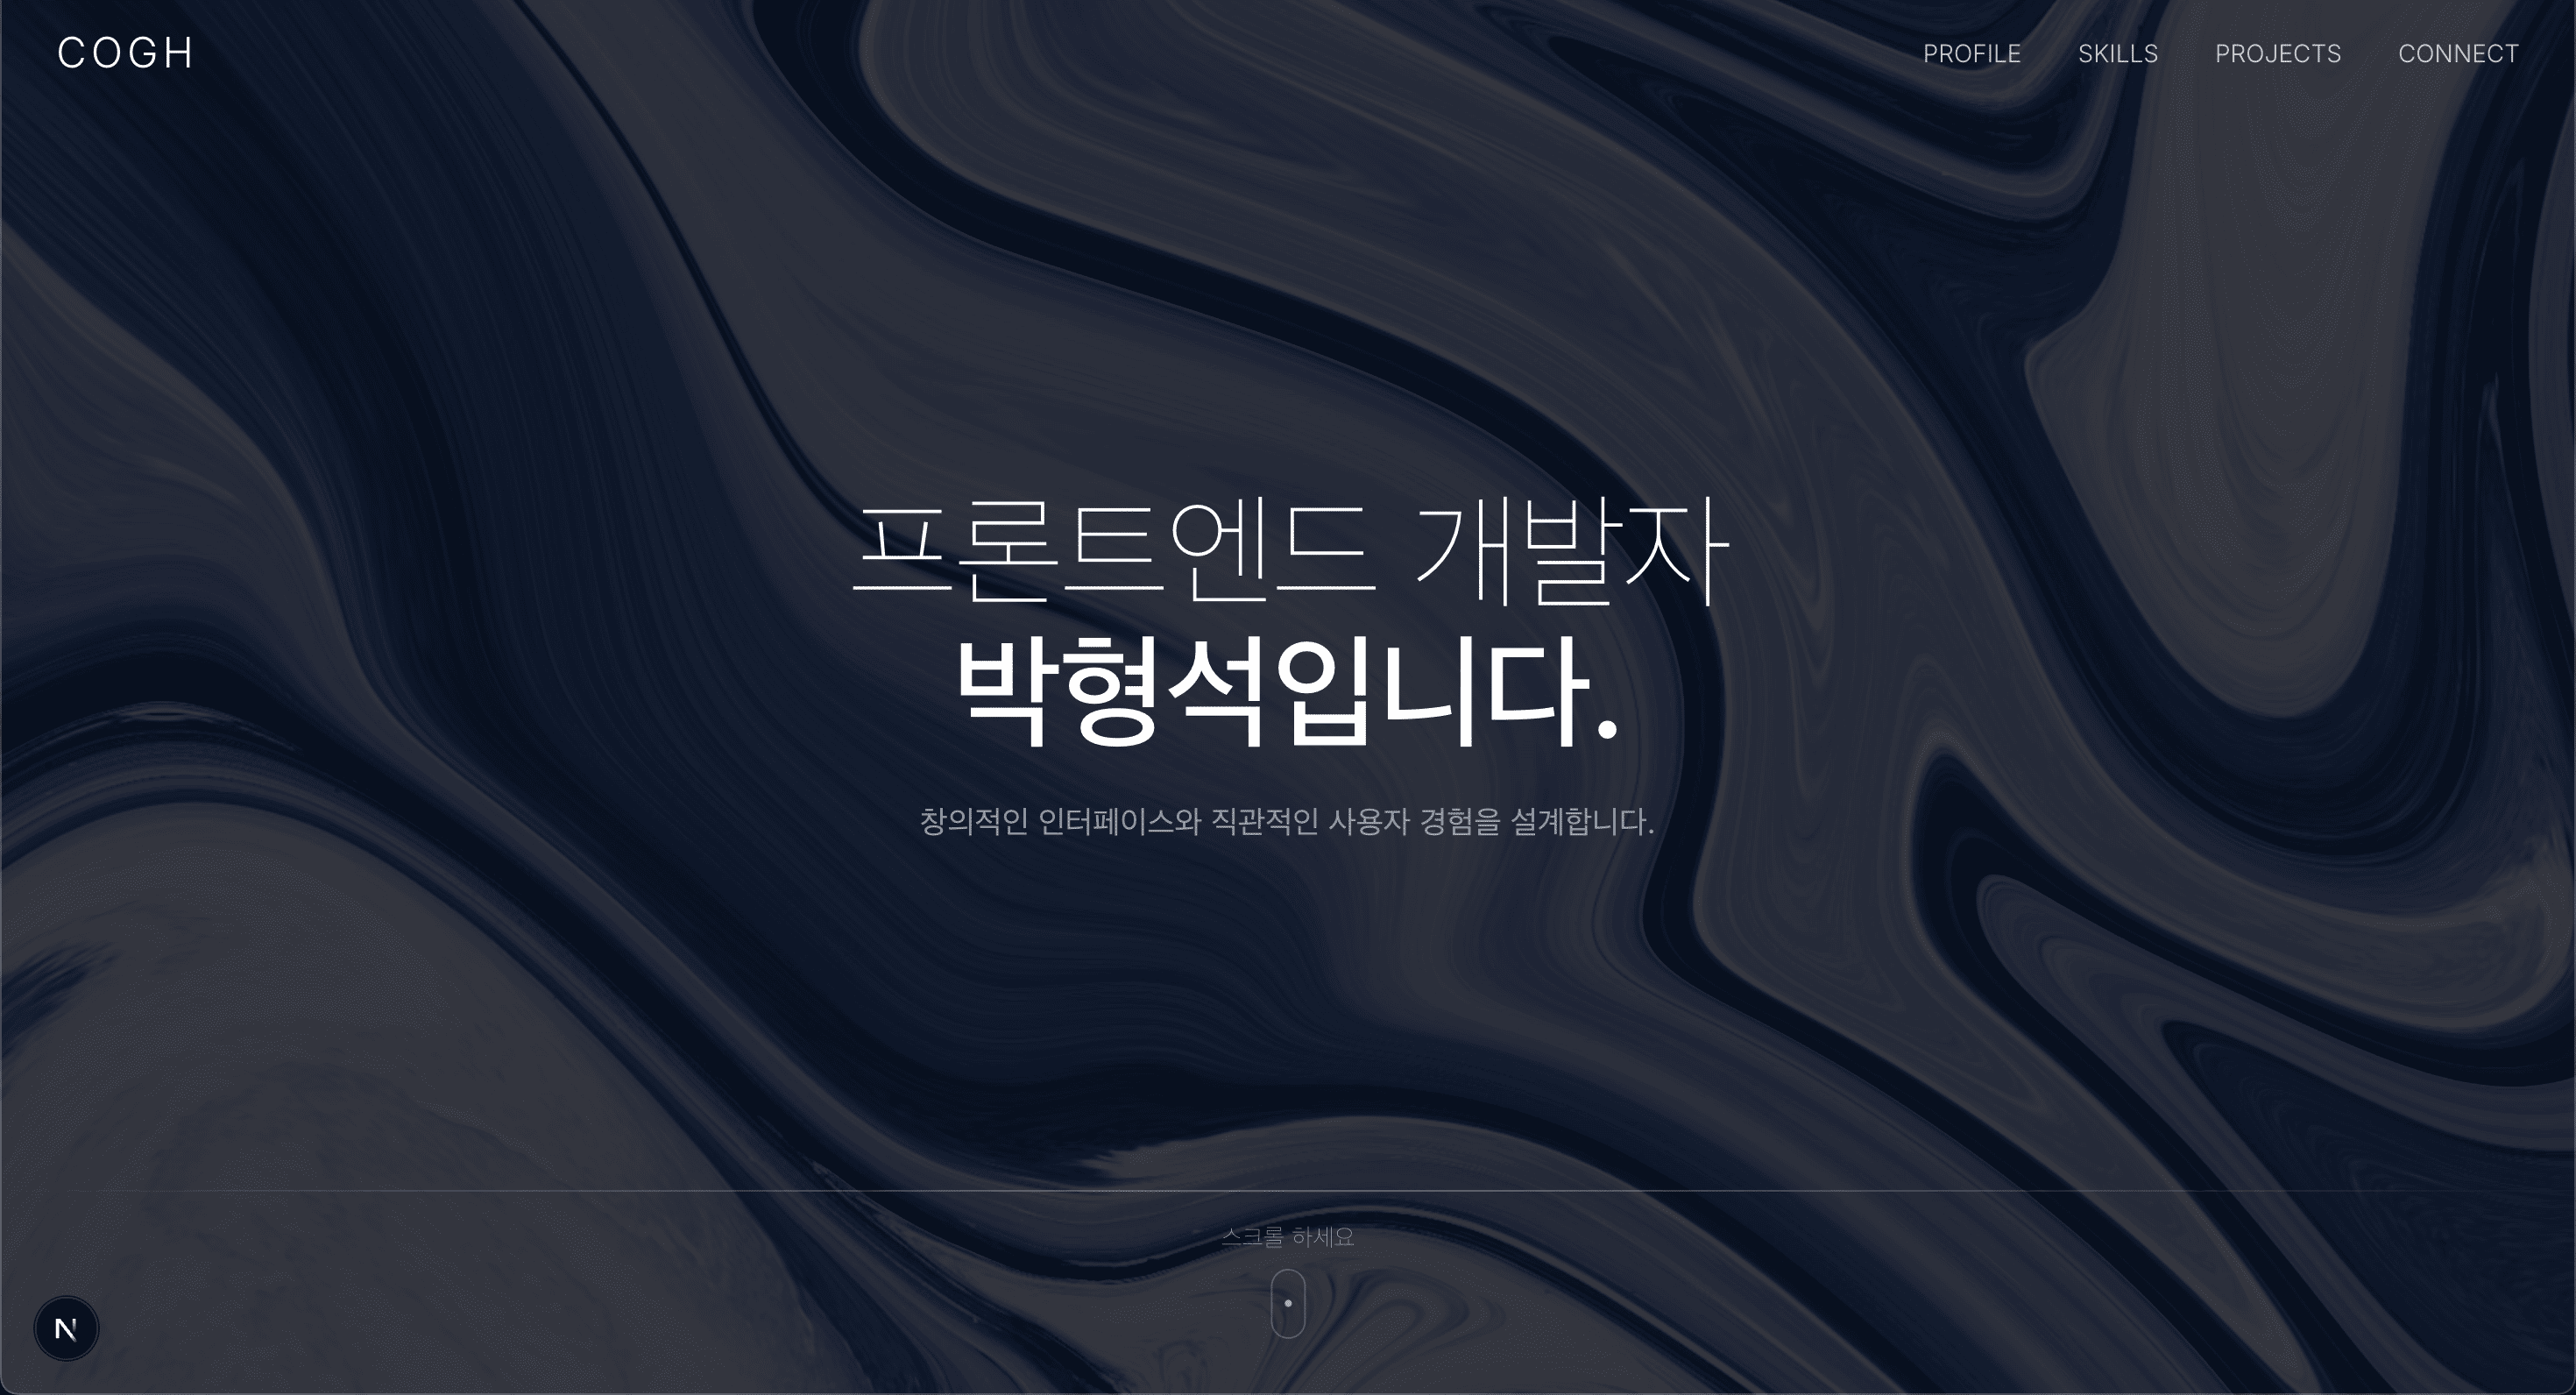 COGH
PROFILE SKILLS PROJECTS CONNECT
프론트엔드 개발자
박형석입니다.
창의적인 인터페이스와 직관적인 사용자 경험을 설계합니다.
스크롤 하세요
N